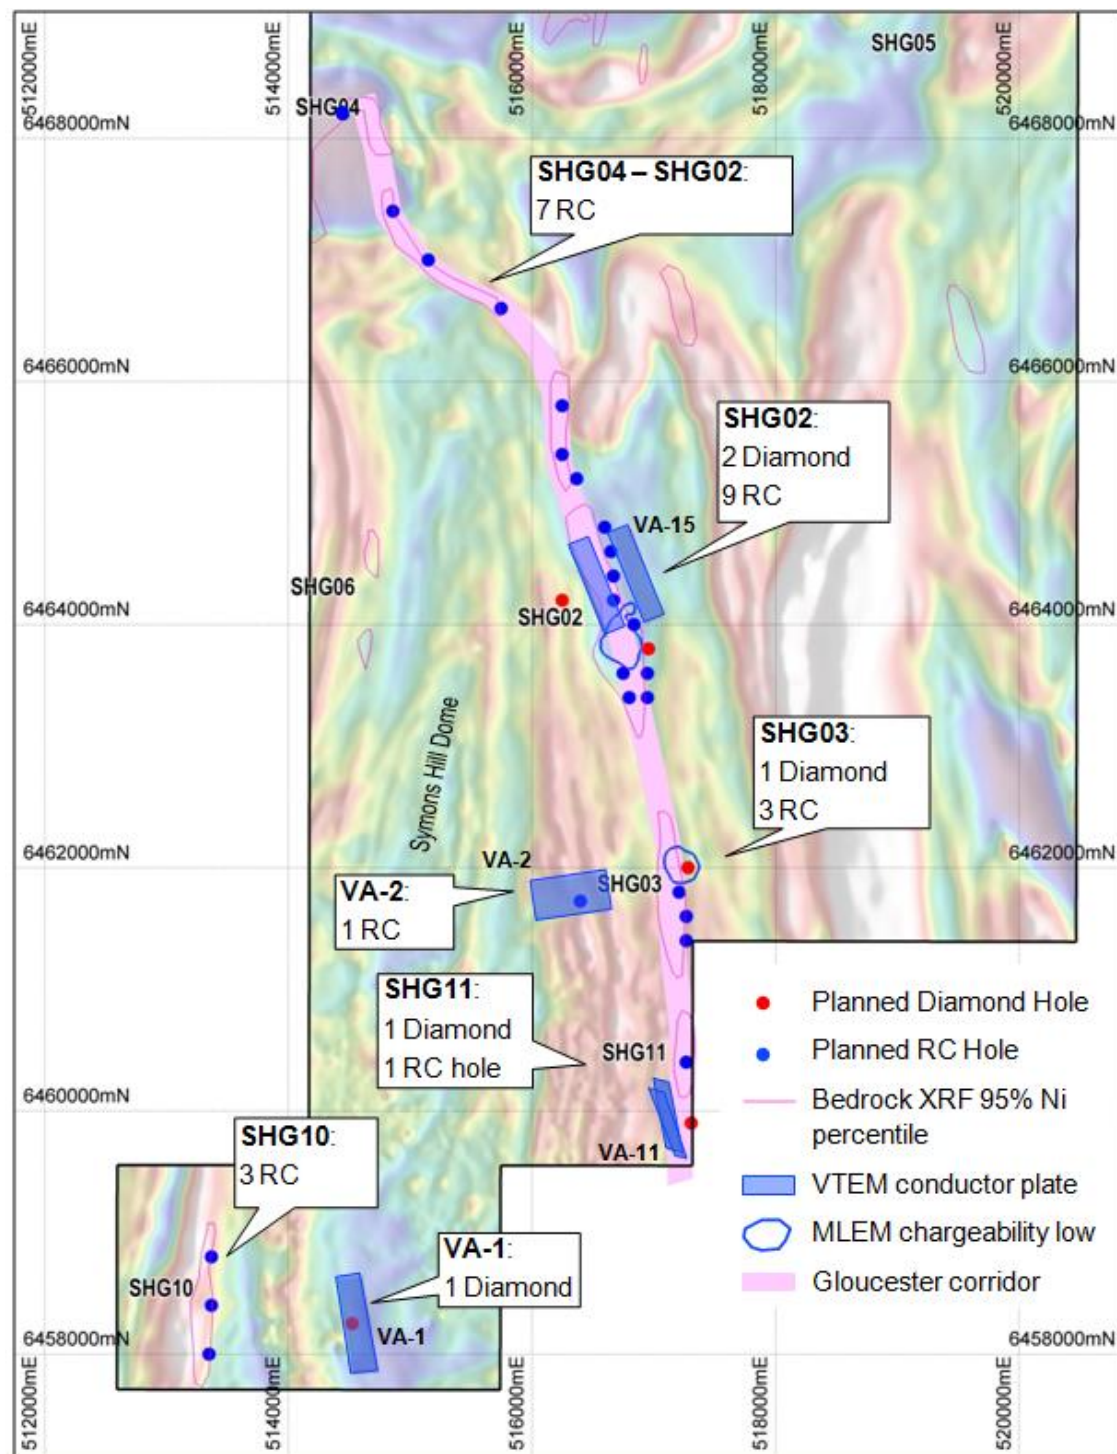 512000mE
514000mE
516000mE
518000mE
520000mE
SHG05
SHG04
6468000mN
6468000mN
SHG04 – SHG02:
7 RC
6466000mN
6466000mN
SHG02:
2 Diamond
9 RC
VA-15
SHG06
6464000mN
SHG02
6464000mN
Symons Hill Dome
SHG03:
1 Diamond
3 RC
6462000mN
6462000mN
VA-2
SHG03
VA-2:
1 RC
SHG11:
1 Diamond
1 RC hole
SHG11
6460000mN
6460000mN
VA-11
Planned Diamond Hole
Planned RC Hole
Bedrock XRF 95% Ni
percentile
VTEM conductor plate
MLEM chargeability low
Gloucester corridor
SHG10:
3 RC
VA-1:
1 Diamond
SHG10
VA-1
6458000mN
6458000mN
512000mE
514000mE
516000mE
518000mE
520000mE